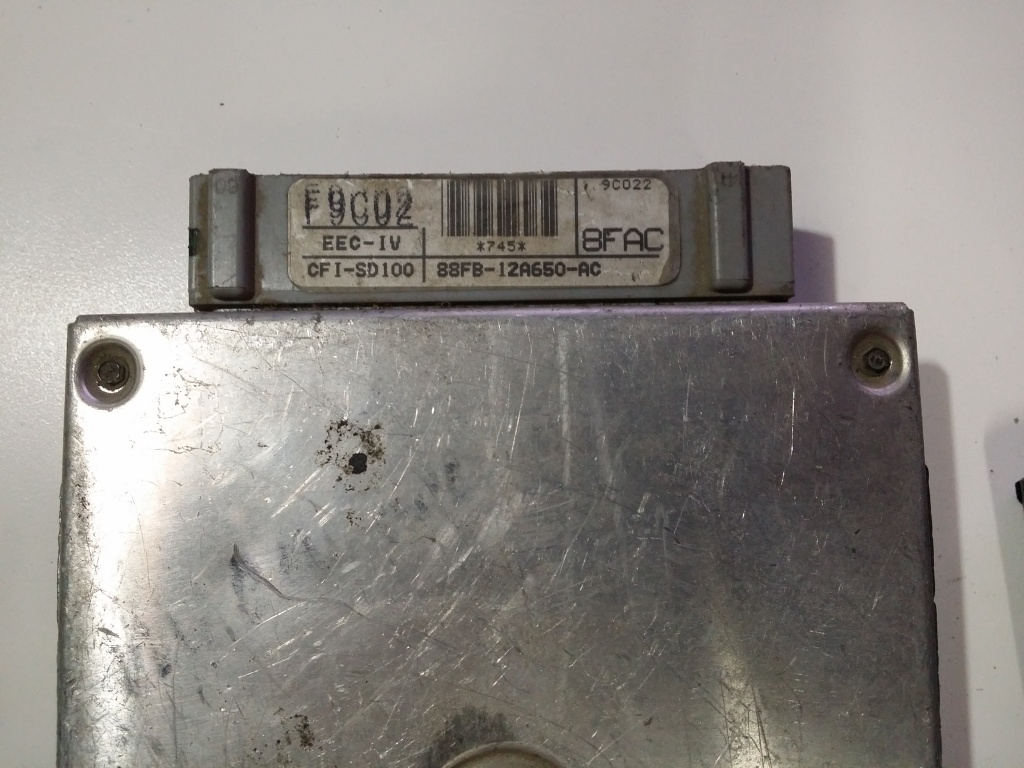 F9C02
*745*
9C022
EEC-IV
8FAC
CFI-SD100
88FB-12A650-AC